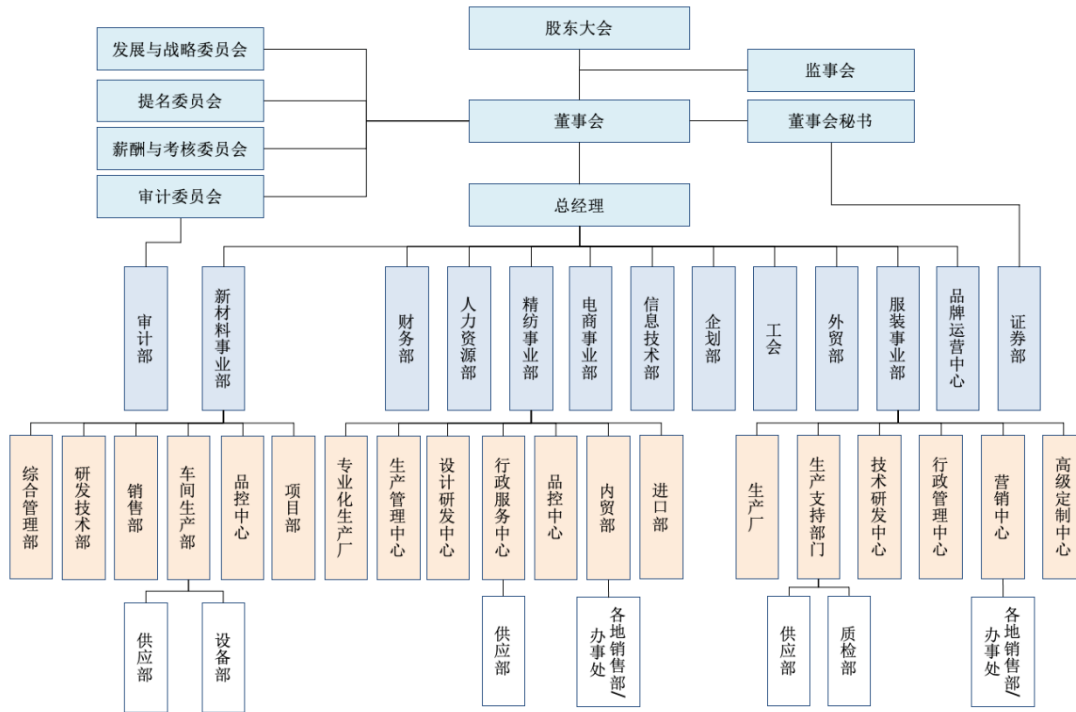 股东大会
发展与战略委员会
监事会
提名委员会
董事会
董事会秘书
薪酬与考核委员会
审计委员会
总经理
审计部
新材料事业部
财务部
人力资源部
精纺事业部
电商事业部
信息技术部
企划部
工会
外贸部
服装事业部
品牌运营中心
证券部
综合管理部
研发技术部
销售部
车间生产部
品控中心
项目部
专业化生产厂
生产管理中心
设计研发中心
行政服务中心
品控中心
内贸部
进口部
生产厂
生产支持部门
技术研发中心
行政管理中心
营销中心
高级定制中心
供应部
设备部
供应部
各地销售部/
办事处
供应部
质检部
各地销售部/
办事处